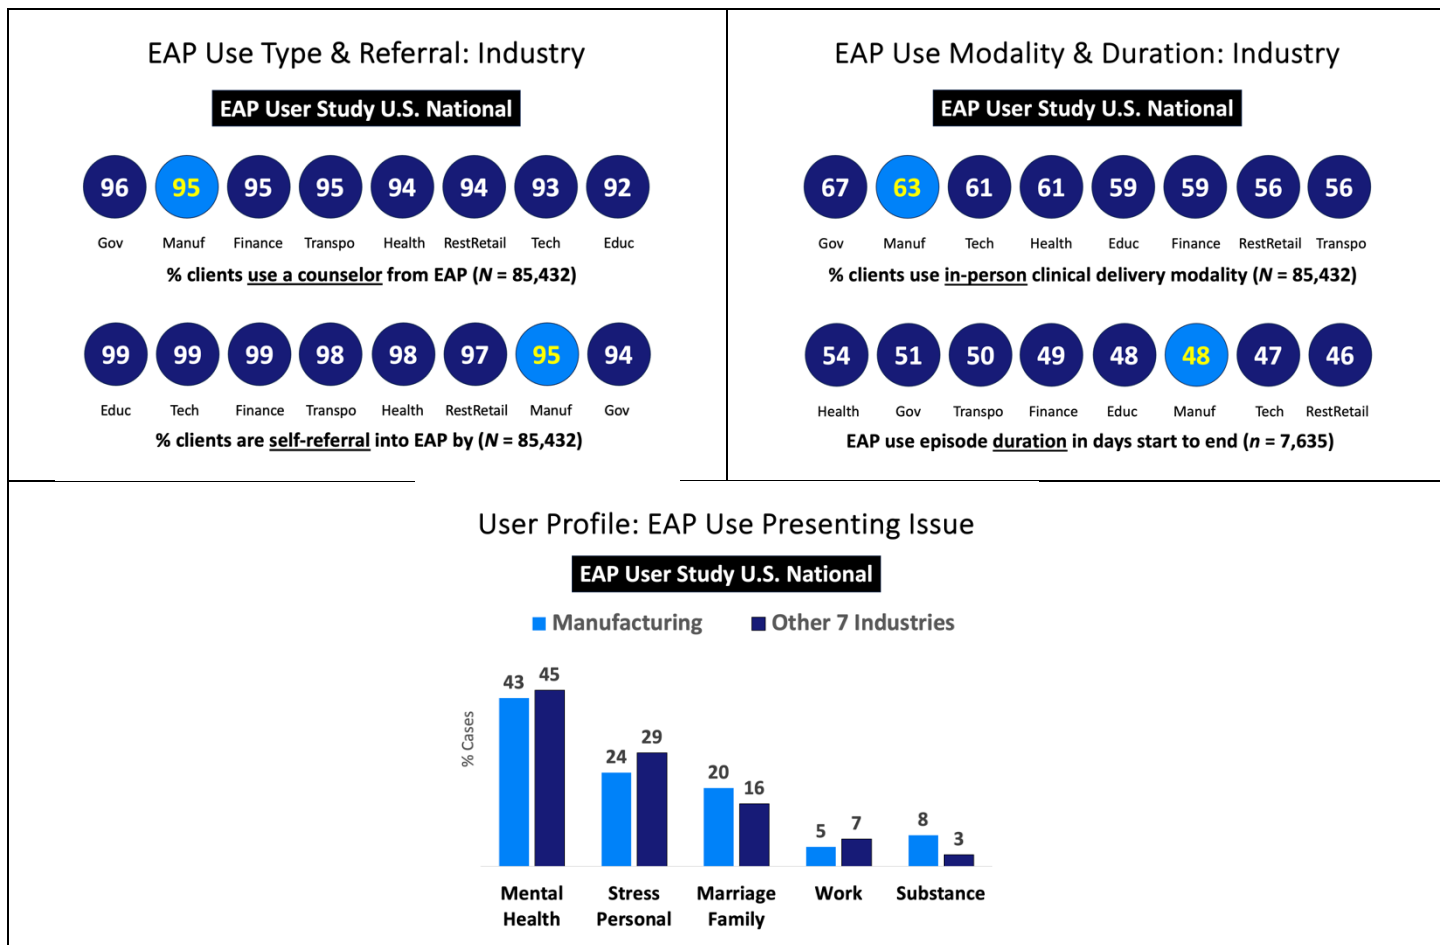 EAP Use Type & Referral: Industry
EAP User Study U.S. National
96 95 95 95 94 94 93 92
Gov Manuf Finance Transpo Health RestRetail Tech Educ
% clients use a counselor from EAP (N = 85,432)
99 99 99 98 98 97 95 94
Educ Tech Finance Transpo Health RestRetail Manuf Gov
% clients are self-referral into EAP by (N = 85,432)
EAP Use Modality & Duration: Industry
EAP User Study U.S. National
67 63 61 61 59 59 56 56
Gov Manuf Tech Health Educ Finance RestRetail Transpo
% clients use in-person clinical delivery modality (N = 85,432)
54 51 50 49 48 48 47 46
Health Gov Transpo Finance Educ Manuf Tech RestRetail
EAP use episode duration in days start to end (n = 7,635)
User Profile: EAP Use Presenting Issue
EAP User Study U.S. National
Manufacturing Other 7 Industries
% Cases
43 45 24 29 20 16 5 7 8 3
Mental Stress Marriage Work Substance
Health Personal Family